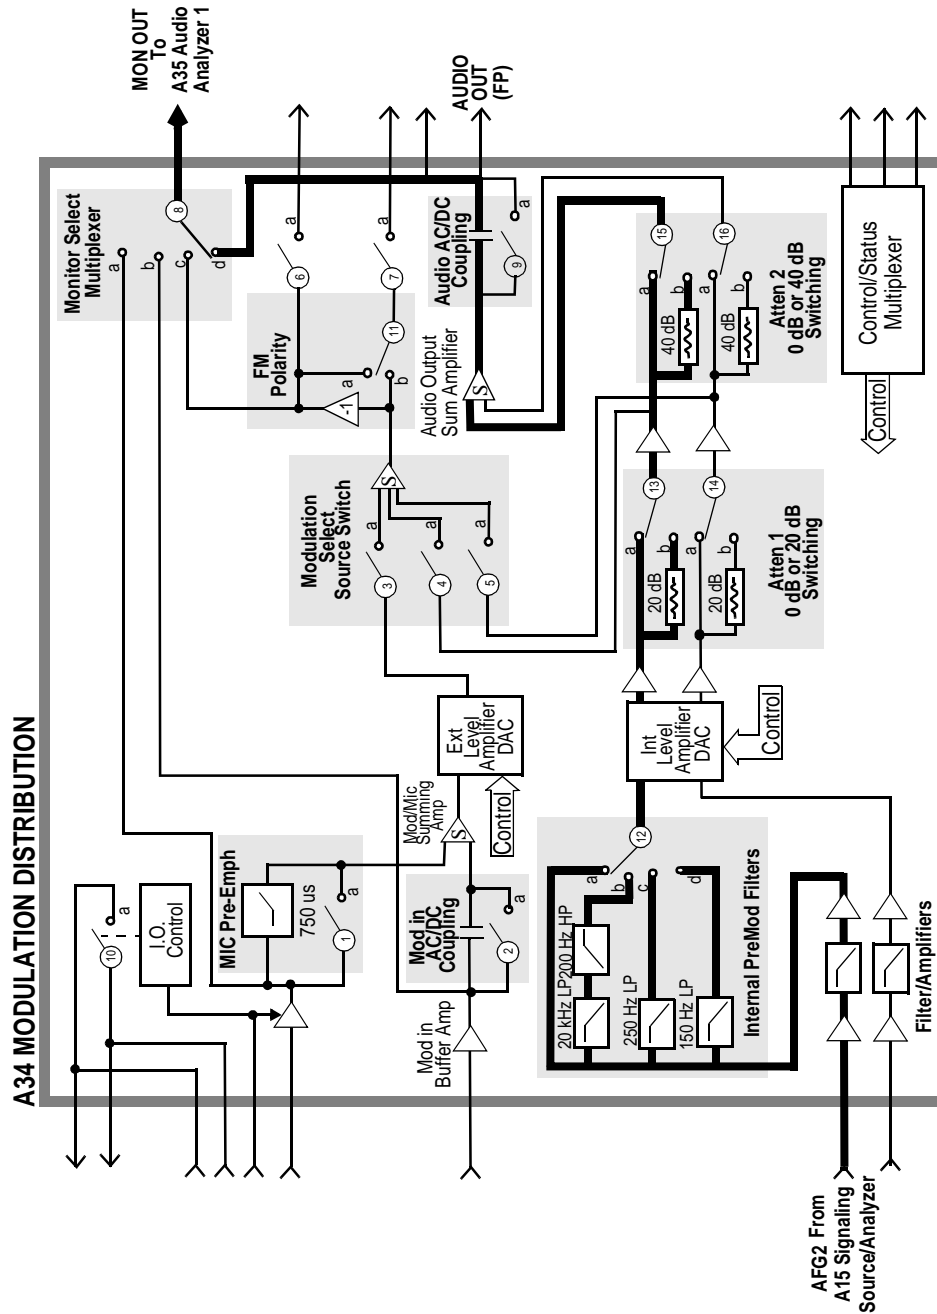 A34 MODULATION DISTRIBUTION
MON OUT
To
A35 Audio
Analyzer 1
AUDIO
OUT
(FP)
Monitor Select
Multiplexer
a
b
c
d
8
a
6
a
7
FM
Polarity
-1
a
b
11
Audio AC/DC
Coupling
a
9
Audio Output
Sum Amplifier
S
Modulation
Select
Source Switch
S
a
3
a
4
a
5
Atten 2
0 dB or 40 dB
Switching
15
a
b
40 dB
16
a
b
40 dB
Control/Status
Multiplexer
Control
Atten 1
0 dB or 20 dB
Switching
13
a
b
20 dB
14
a
b
20 dB
Ext
Level
Amplifier
DAC
Control
Mod/Mic
Summing
Amp
S
Int
Level
Amplifier
DAC
Control
a
10
I.O.
Control
MIC Pre-Emph
750 us
a
1
Mod in
AC/DC
Coupling
a
2
Mod in
Buffer Amp
12
a
b
c
d
20 kHz LP
200 Hz HP
250 Hz LP
150 Hz LP
Internal PreMod Filters
Filter/Amplifiers
AFG2 From
A15 Signaling
Source/Analyzer